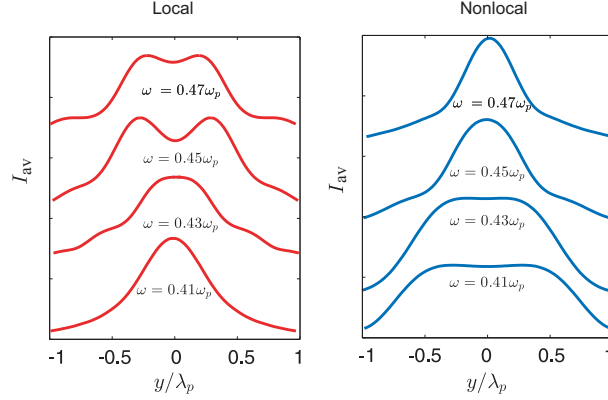 Local
I_av
ω = 0.47ω_p
ω = 0.45ω_p
ω = 0.43ω_p
ω = 0.41ω_p
-1 -0.5 0 0.5 1
y/λ_p
Nonlocal
I_av
ω = 0.47ω_p
ω = 0.45ω_p
ω = 0.43ω_p
ω = 0.41ω_p
-1 -0.5 0 0.5 1
y/λ_p